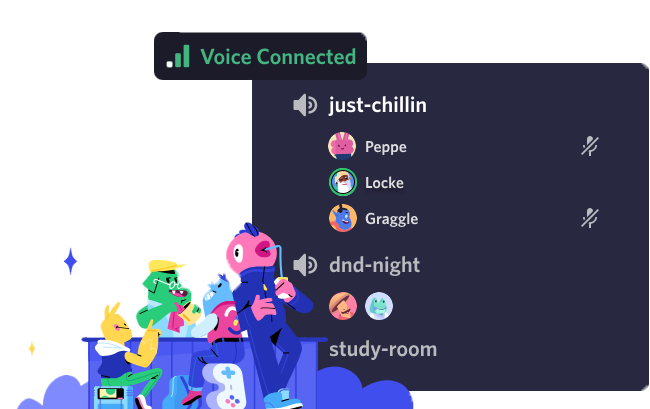 Voice Connected
just-chillin
Peppe
Locke
Graggle
dnd-night
study-room